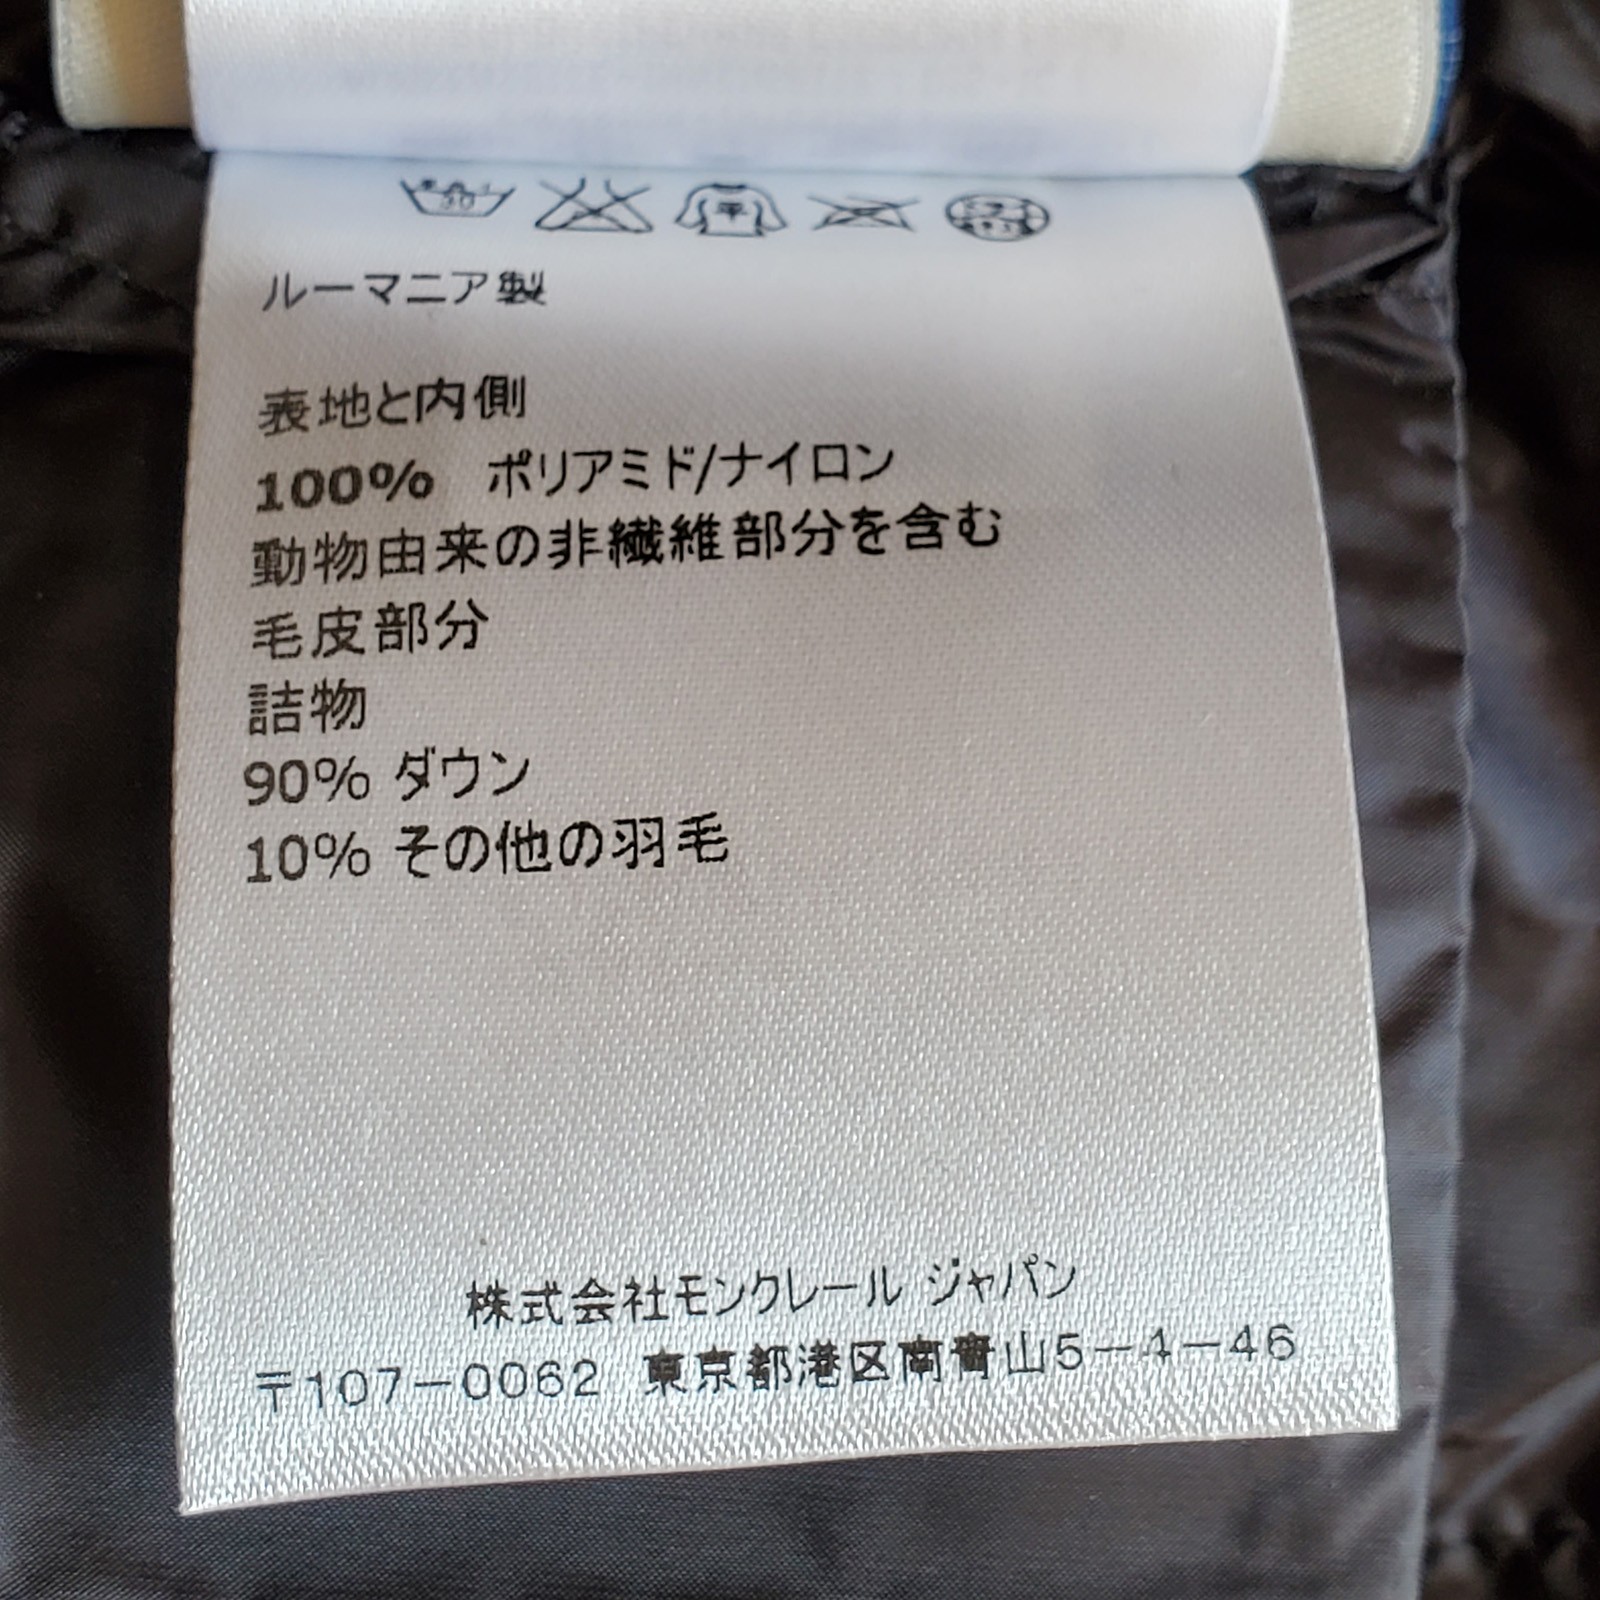 ルーマニア製
表地と内側
100% ポリアミド/ナイロン
動物由来の非繊維部分を含む
毛皮部分
詰物
90% ダウン
10% その他の羽毛
株式会社モンクレール ジャパン
〒107-0062 東京都港区南青山5-4-46